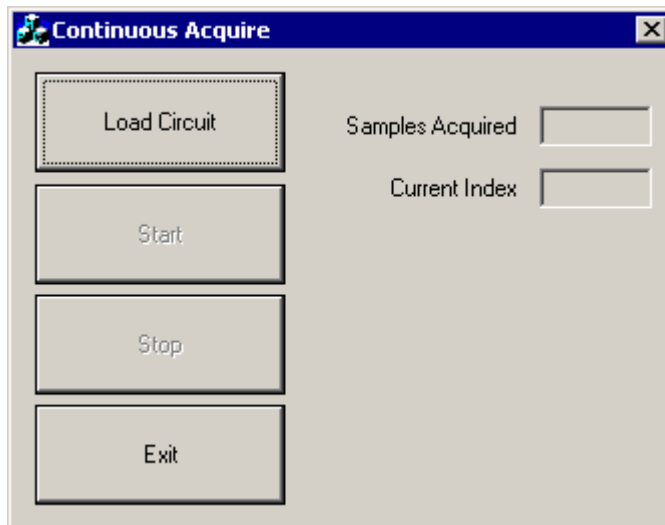 Continuous Acquire
Load Circuit
Samples Acquired
Current Index
Start
Stop
Exit